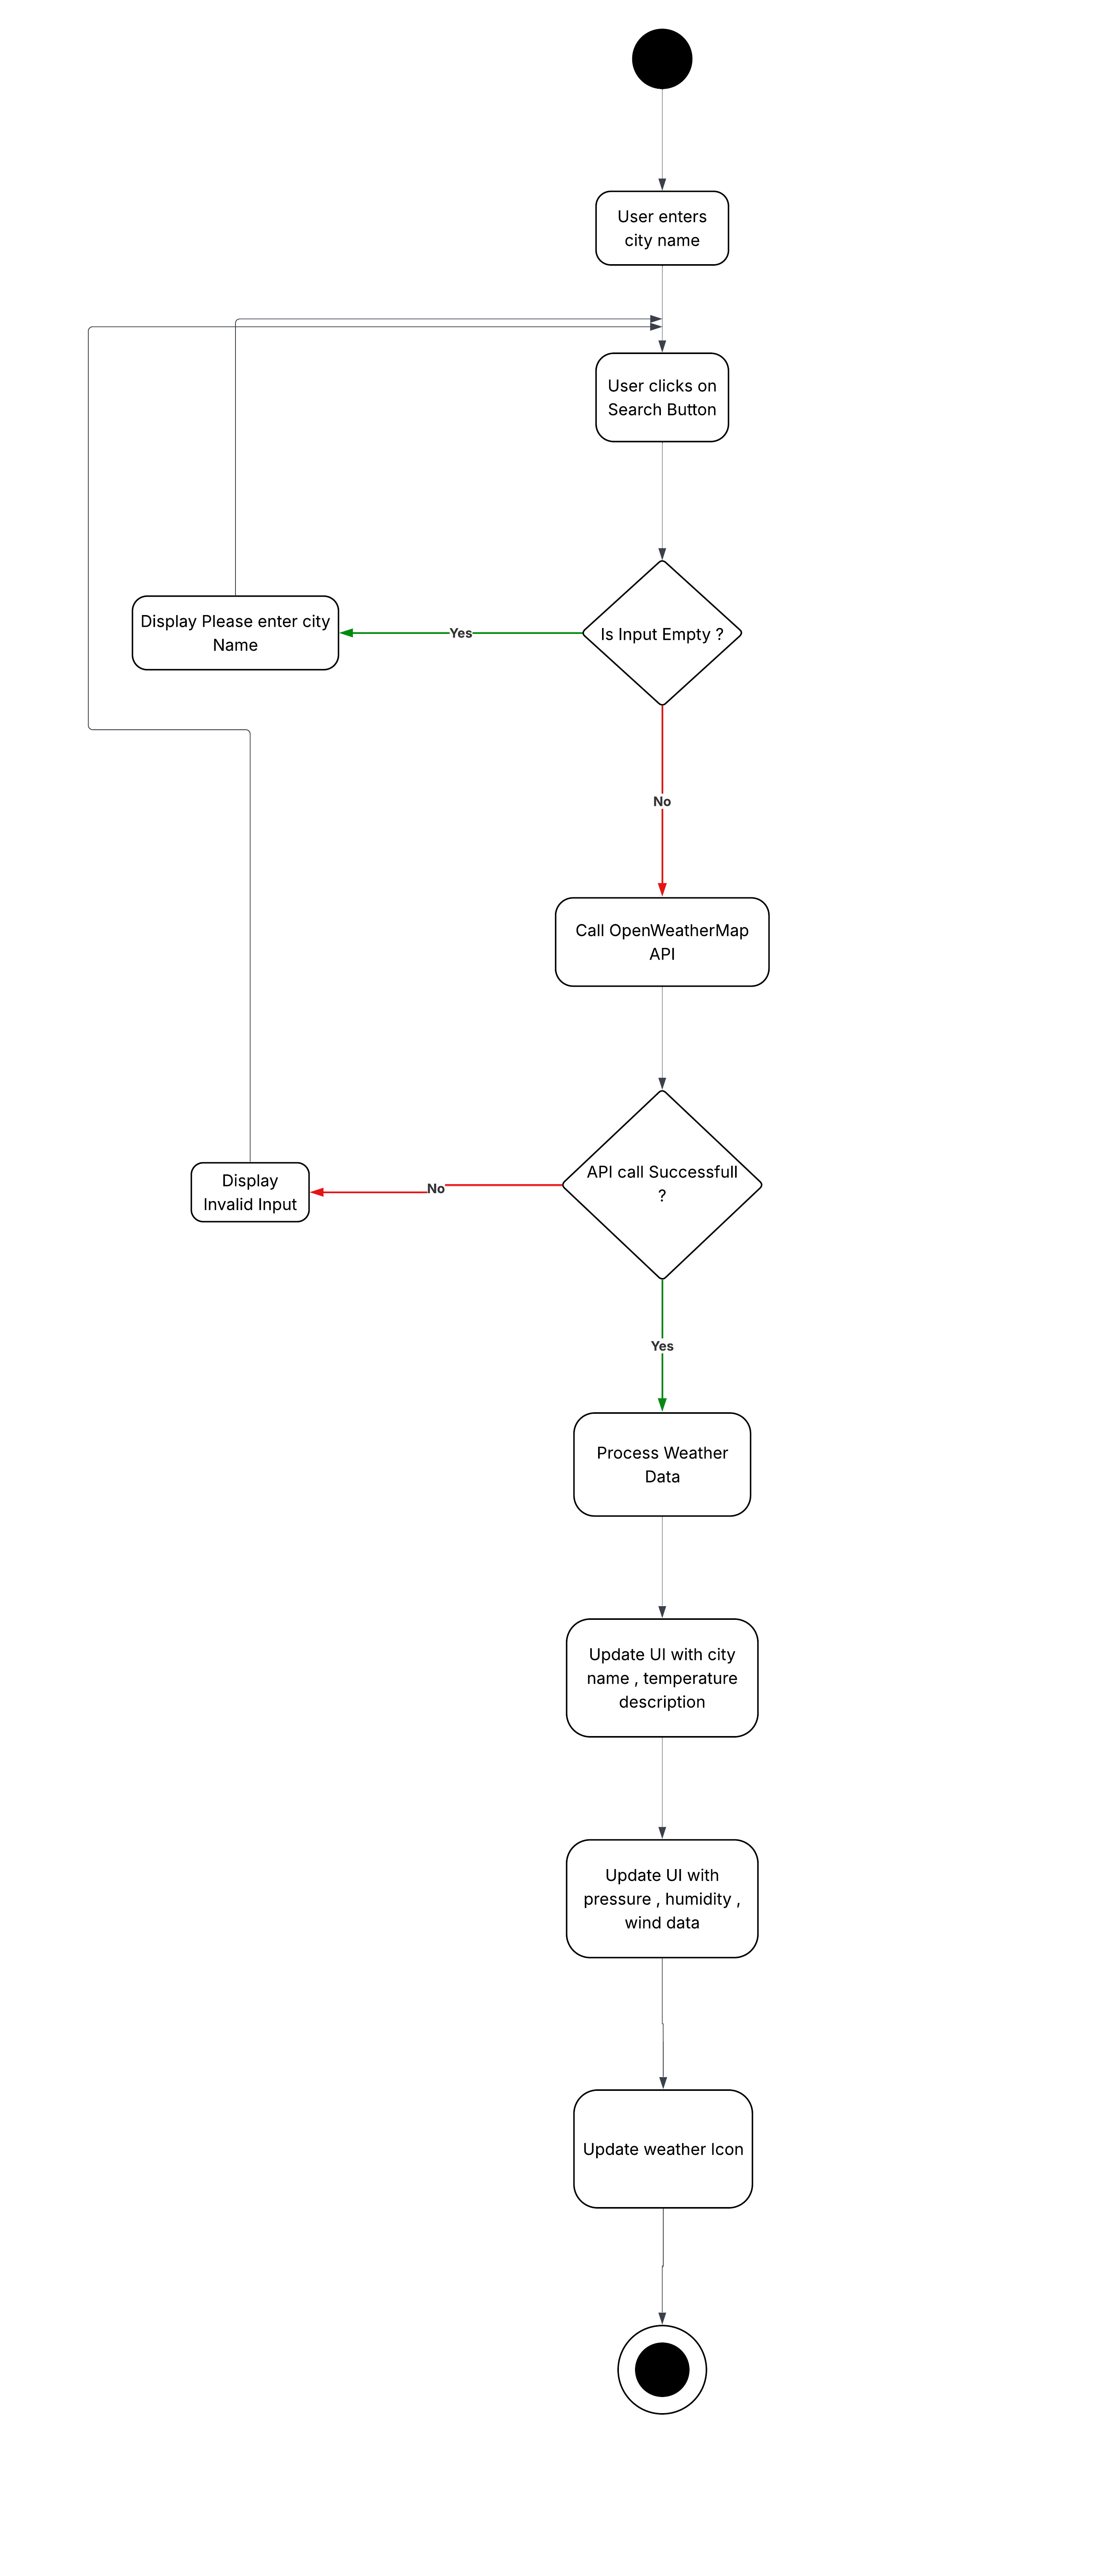 User enters
city name
User clicks on
Search Button
Is Input Empty ?
Yes
Display Please enter city
Name
No
Call OpenWeatherMap
API
API call Successfull
?
No
Display
Invalid Input
Yes
Process Weather
Data
Update UI with city
name , temperature
description
Update UI with
pressure , humidity ,
wind data
Update weather Icon